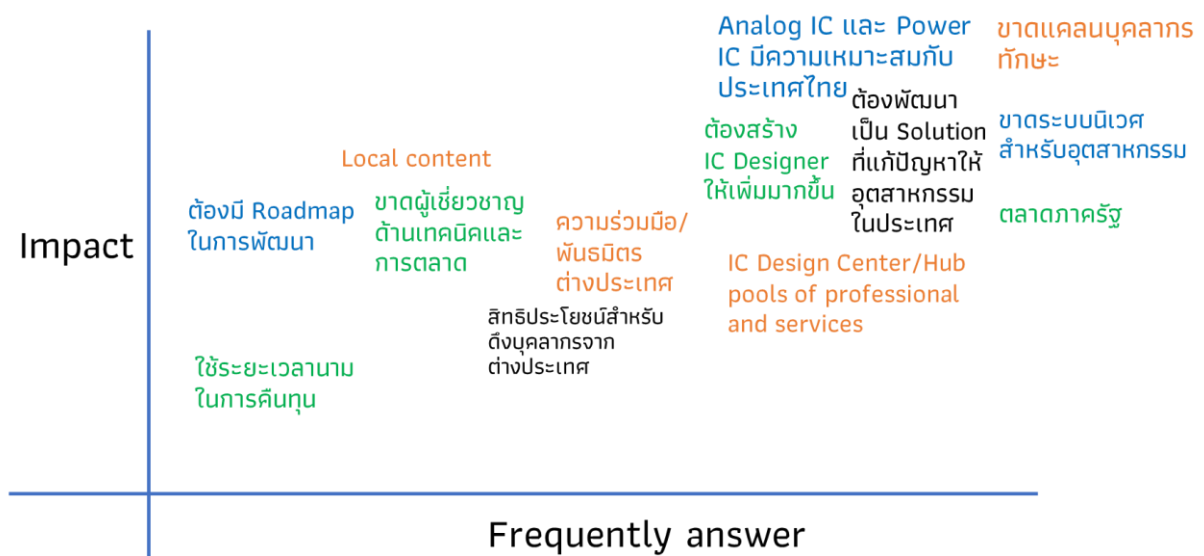 Analog IC และ Power
IC มีความเหมาะสมกับ
ประเทศไทย
ขาดแคลนบุคลากร
ทักษะ
ต้องสร้าง
IC Designer
ให้เพิ่มมากขึ้น
ต้องพัฒนา
เป็น Solution
ที่แก้ปัญหาให้
อุตสาหกรรม
ในประเทศ
ขาดระบบนิเวศ
สำหรับอุตสาหกรรม
Local content
ต้องมี Roadmap
ในการพัฒนา
ขาดผู้เชี่ยวชาญ
ด้านเทคนิคและ
การตลาด
ความร่วมมือ/
พันธมิตร
ต่างประเทศ
ตลาดภาครัฐ
Impact
IC Design Center/Hub
pools of professional
and services
สิทธิประโยชน์สำหรับ
ดึงบุคลากรจาก
ต่างประเทศ
ใช้ระยะเวลานาม
ในการคืนทุน
Frequently answer